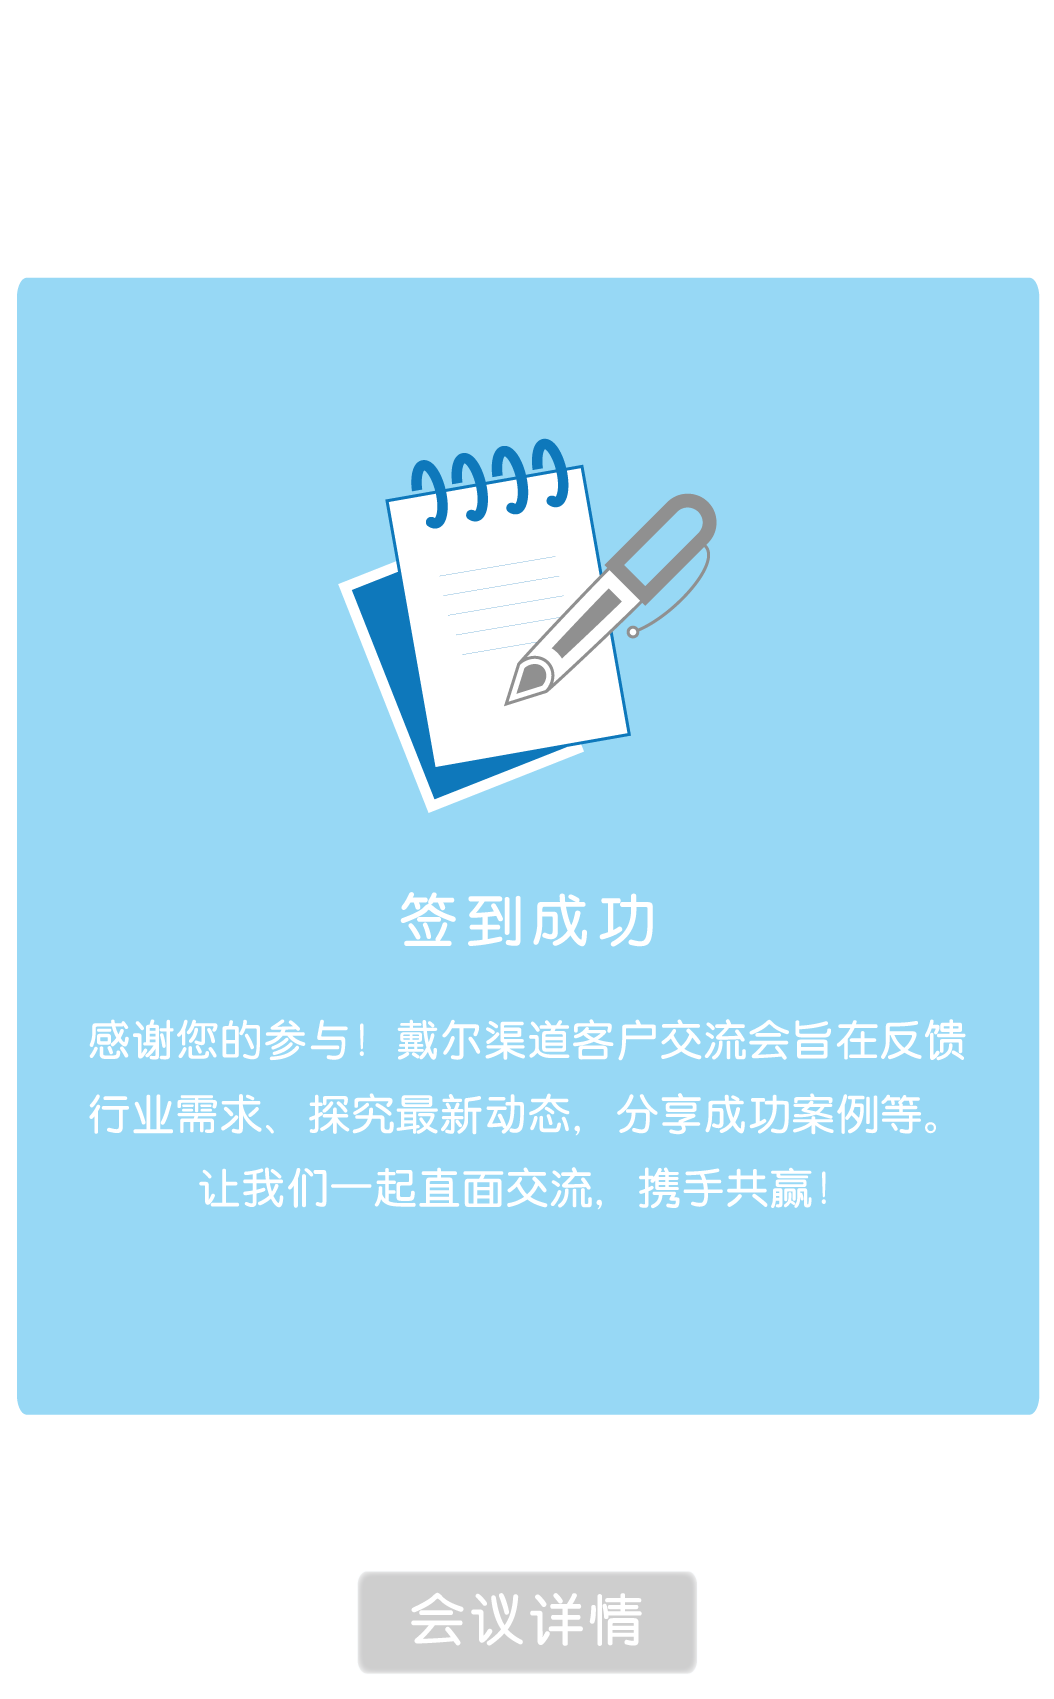 签到成功
感谢您的参与！戴尔渠道客户交流会旨在反馈
行业需求、探究最新动态，分享成功案例等。
让我们一起直面交流，携手共赢！
会议详情